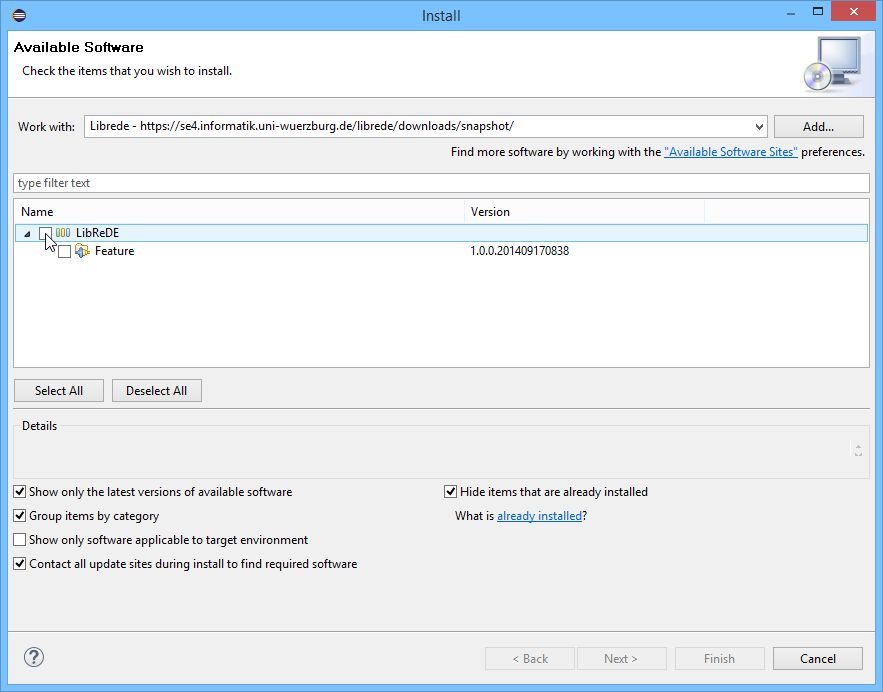 Install
Available Software
Check the items that you wish to install.
Work with: Librede - https://se4.informatik.uni-wuerzburg.de/librede/downloads/snapshot/ Add...
Find more software by working with the "Available Software Sites" preferences.
type filter text
Name Version
LibReDE
Feature 1.0.0.201409170838
Select All Deselect All
Details
Show only the latest versions of available software Hide items that are already installed
Group items by category What is already installed?
Show only software applicable to target environment
Contact all update sites during install to find required software
? < Back Next > Finish Cancel